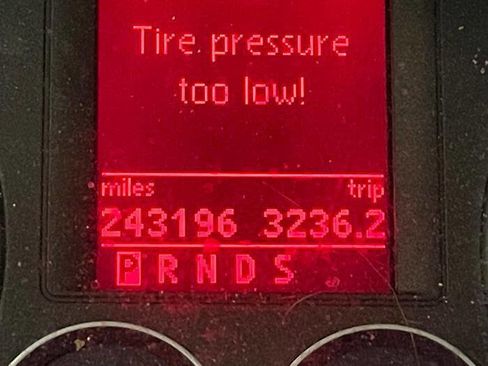 Tire pressure
too low!
miles trip
243196 3236.2
P R N D S